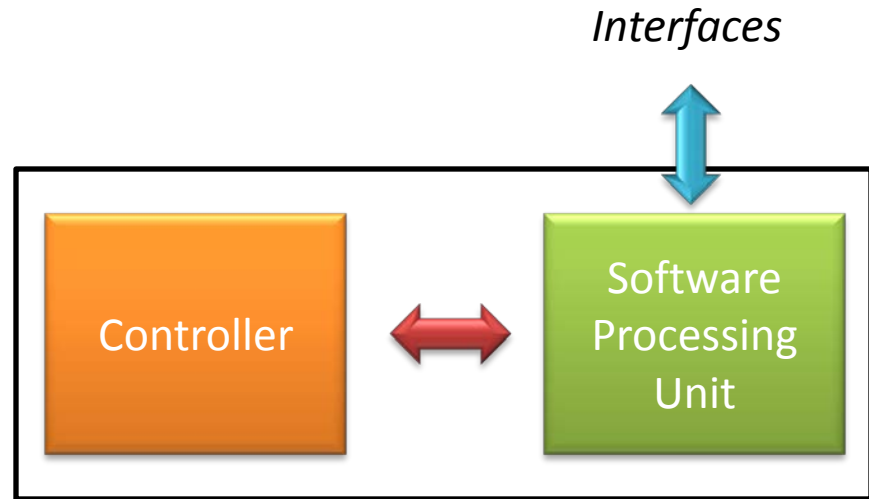 Interfaces
Controller
Software
Processing
Unit